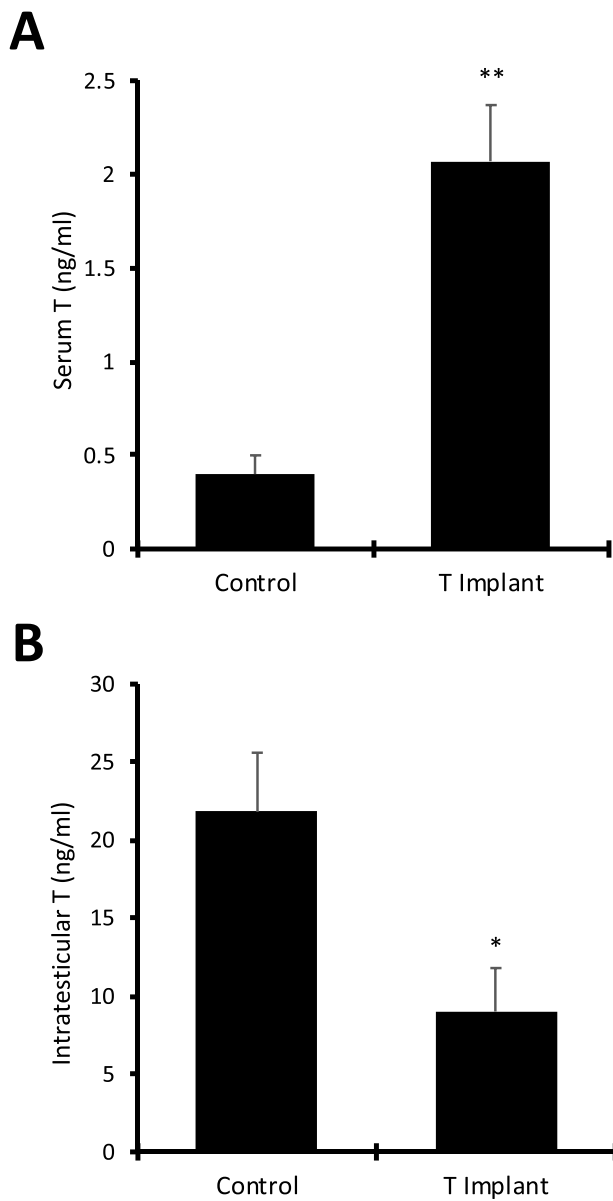 A
Serum T (ng/ml)
2.5
2
1.5
1
0.5
0
**
Control
T Implant
B
Intratesticular T (ng/ml)
30
25
20
15
10
5
0
*
Control
T Implant